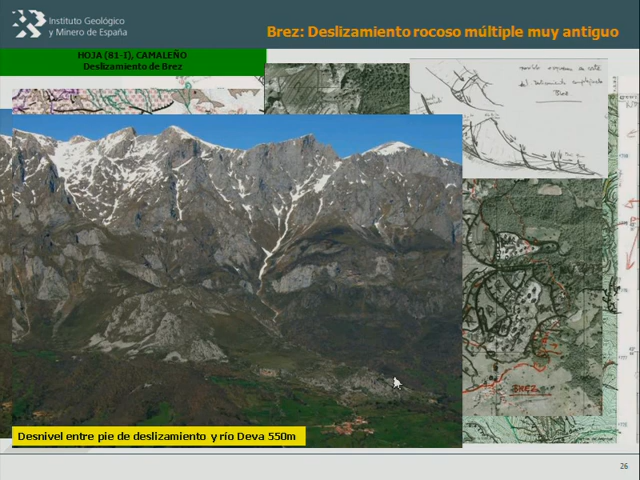 Instituto Geológico
y Minero de España
Brez: Deslizamiento rocoso múltiple muy antiguo
HOJA (81-I), CAMALEÑO
Deslizamiento de Brez
BREZ
Desnivel entre pie de deslizamiento y río Deva 550m
26